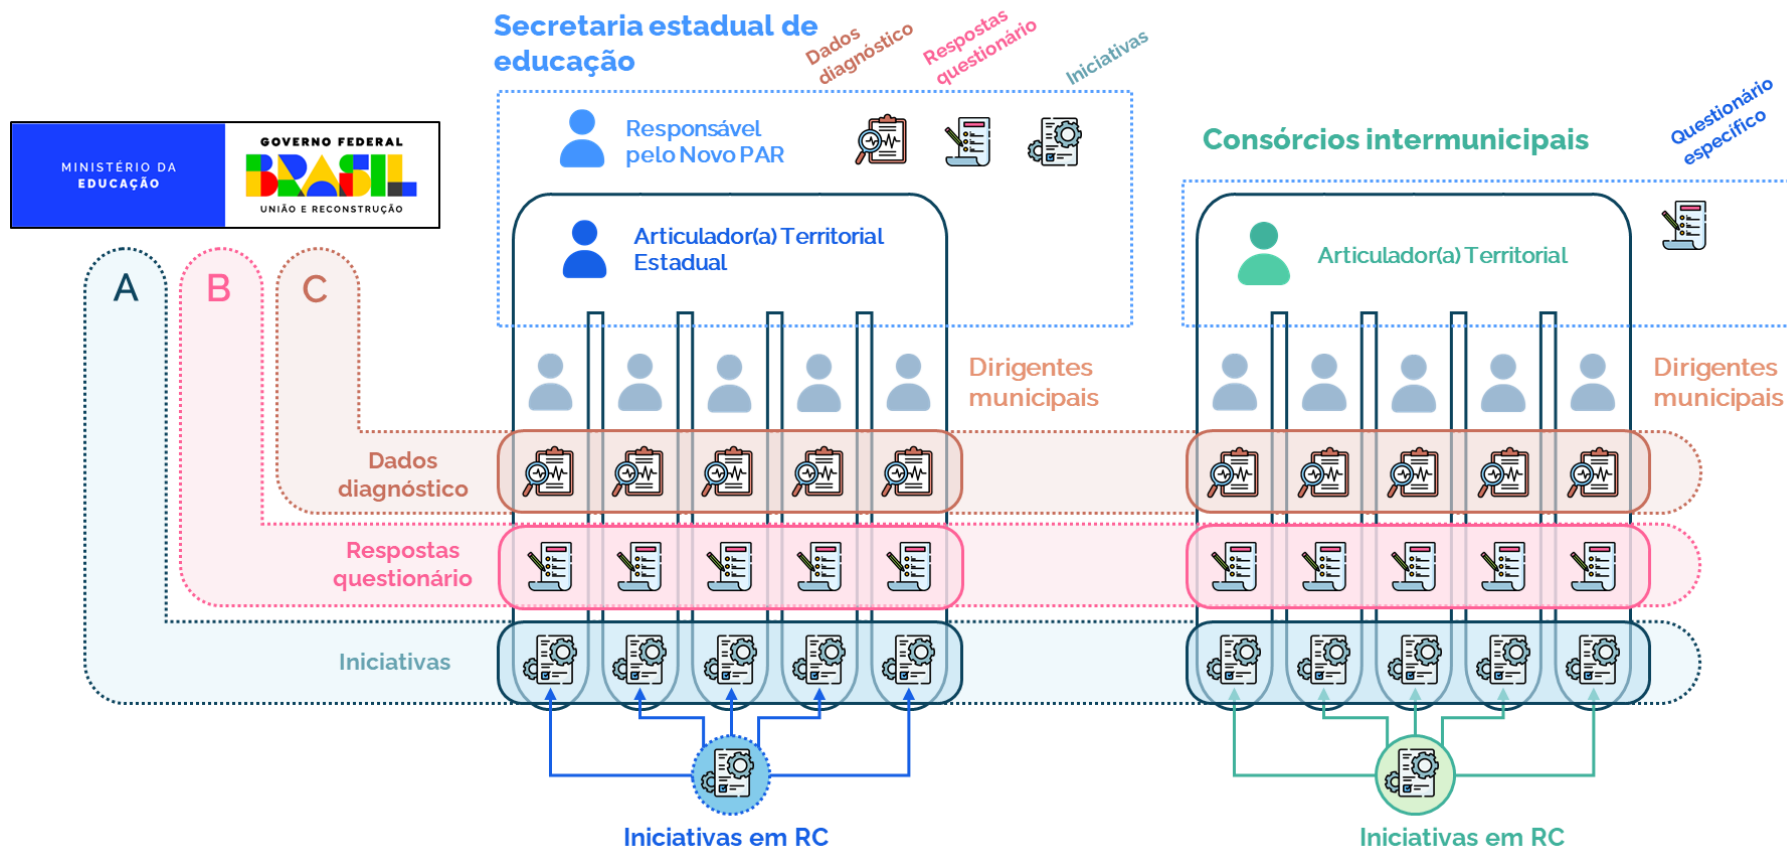 Secretaria estadual de
educação
Dados
diagnóstico
Respostas
questionário
Iniciativas
MINISTÉRIO DA
EDUCAÇÃO
GOVERNO FEDERAL
BRASIL
UNIÃO E RECONSTRUÇÃO
Responsável
pelo Novo PAR
Consórcios intermunicipais
Questionário
específico
Articulador(a) Territorial
Estadual
Articulador(a) Territorial
A
B
C
Dirigentes
municipais
Dirigentes
municipais
Dados
diagnóstico
Respostas
questionário
Iniciativas
Iniciativas em RC
Iniciativas em RC